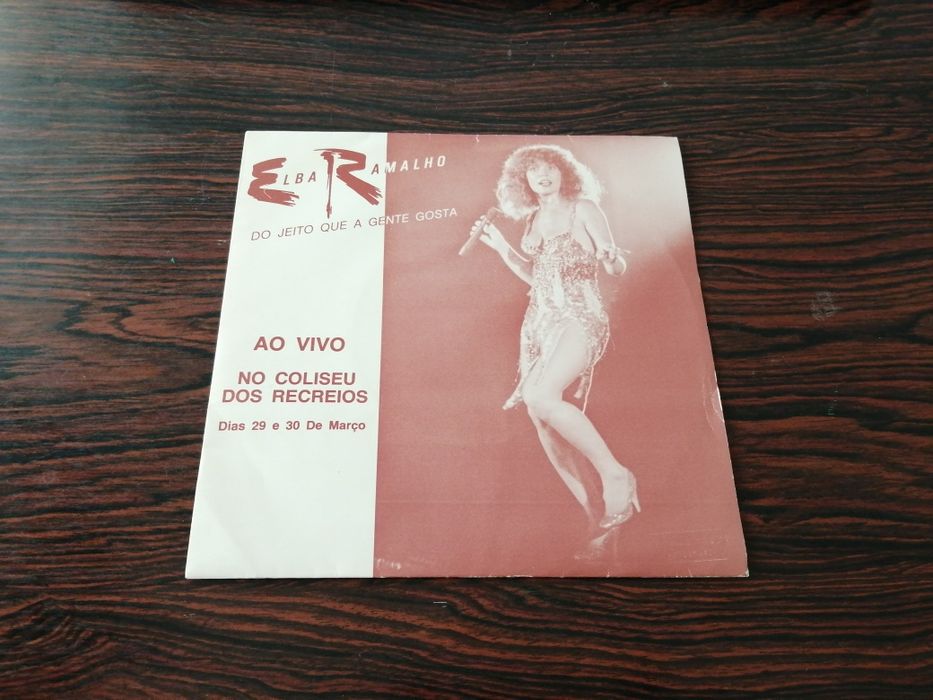 ELBA RAMALHO
DO JEITO QUE A GENTE GOSTA
AO VIVO
NO COLISEU
DOS RECREIOS
Dias 29 e 30 De Março